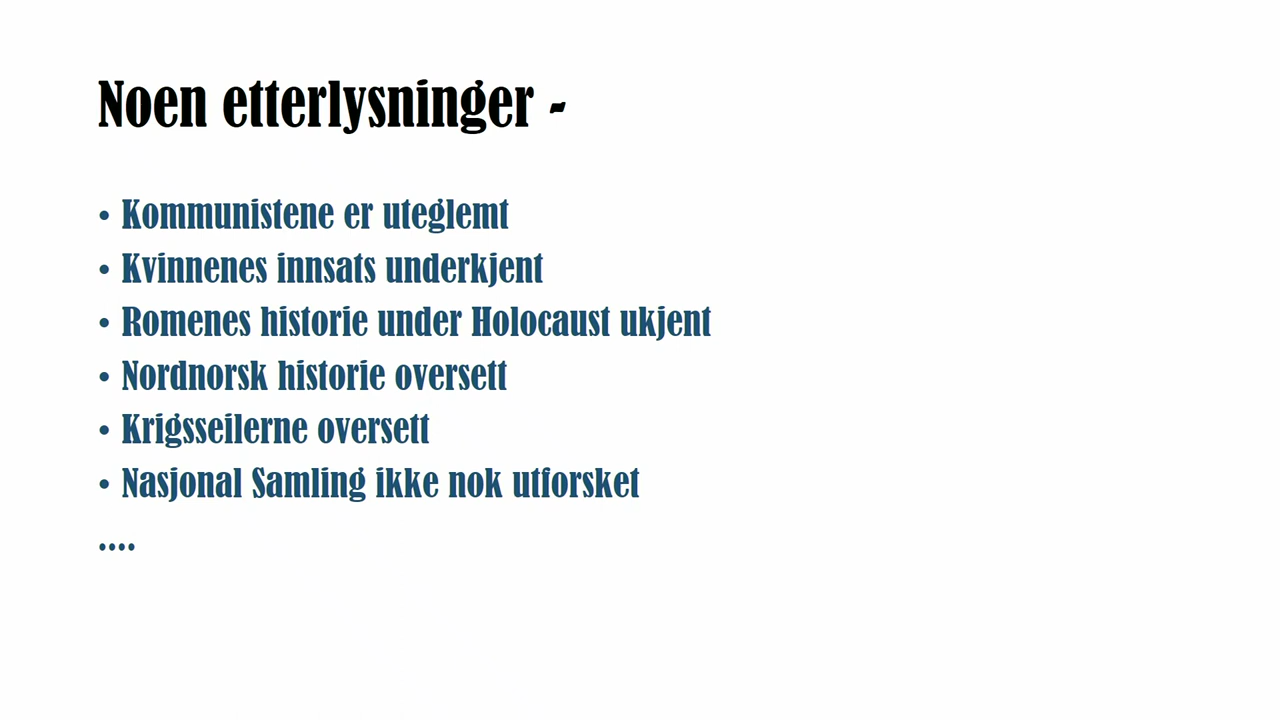 Noen etterlysninger -
• Kommunistene er uteglemt
• Kvinnenes innsats underkjent
• Romenes historie under Holocaust ukjent
• Nordnorsk historie oversett
• Krigsseilerne oversett
• Nasjonal Samling ikke nok utforsket
....